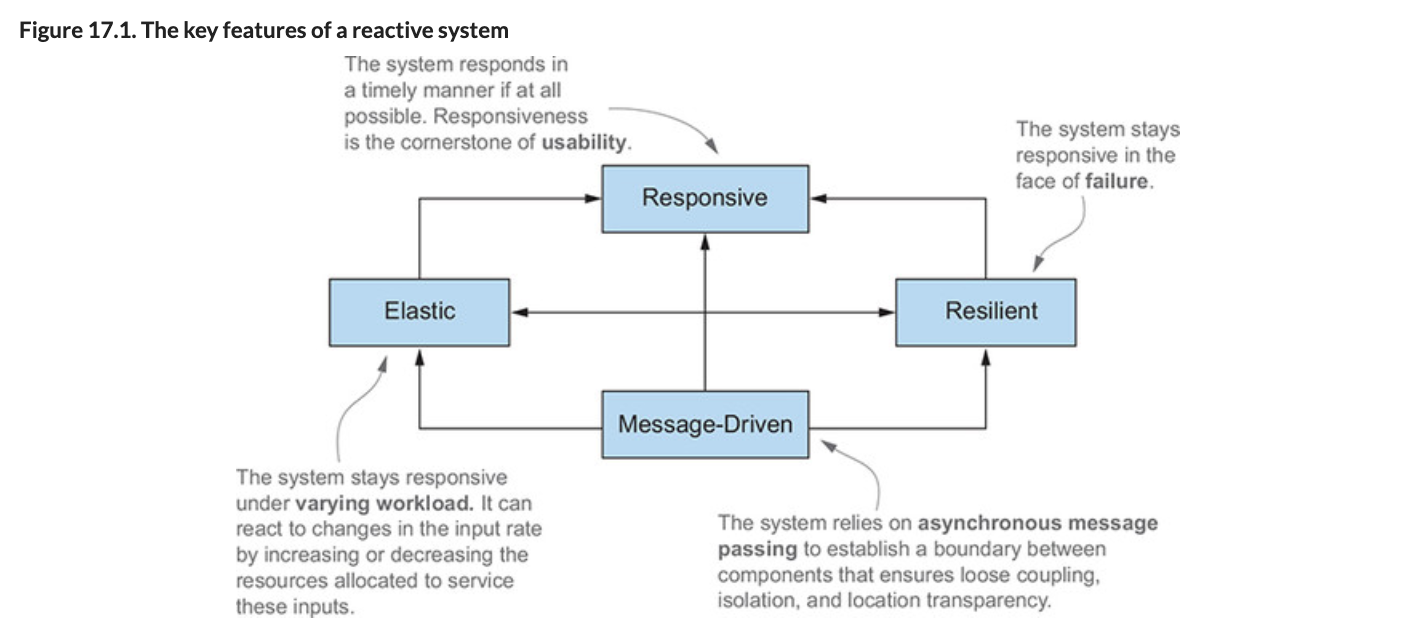 Figure 17.1. The key features of a reactive system
The system responds in
a timely manner if at all
possible. Responsiveness
is the cornerstone of usability.
The system stays
responsive in the
face of failure.
Responsive
Elastic
Resilient
Message-Driven
The system stays responsive
under varying workload. It can
react to changes in the input rate
by increasing or decreasing the
resources allocated to service
these inputs.
The system relies on asynchronous message
passing to establish a boundary between
components that ensures loose coupling,
isolation, and location transparency.